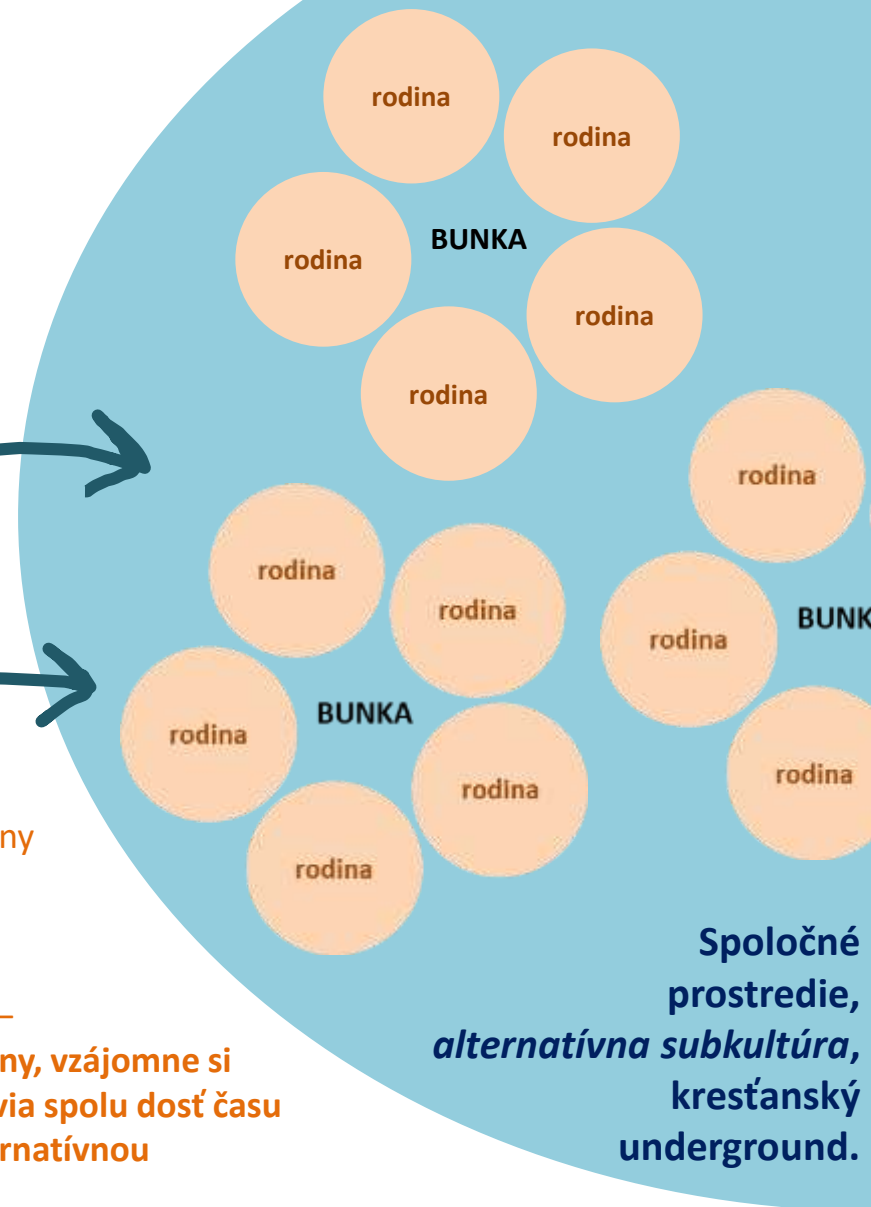 rodina
rodina
BUNKA
rodina
rodina
rodina
rodina
rodina
rodina
BUNK
rodina
rodina
BUNKA
rodina
rodina
rodina
rodina
ny
–
ny, vzájomne si
via spolu dosť času
ernatívnou
Spoločné
prostredie,
alternatívna subkultúra,
kresťanský
underground.